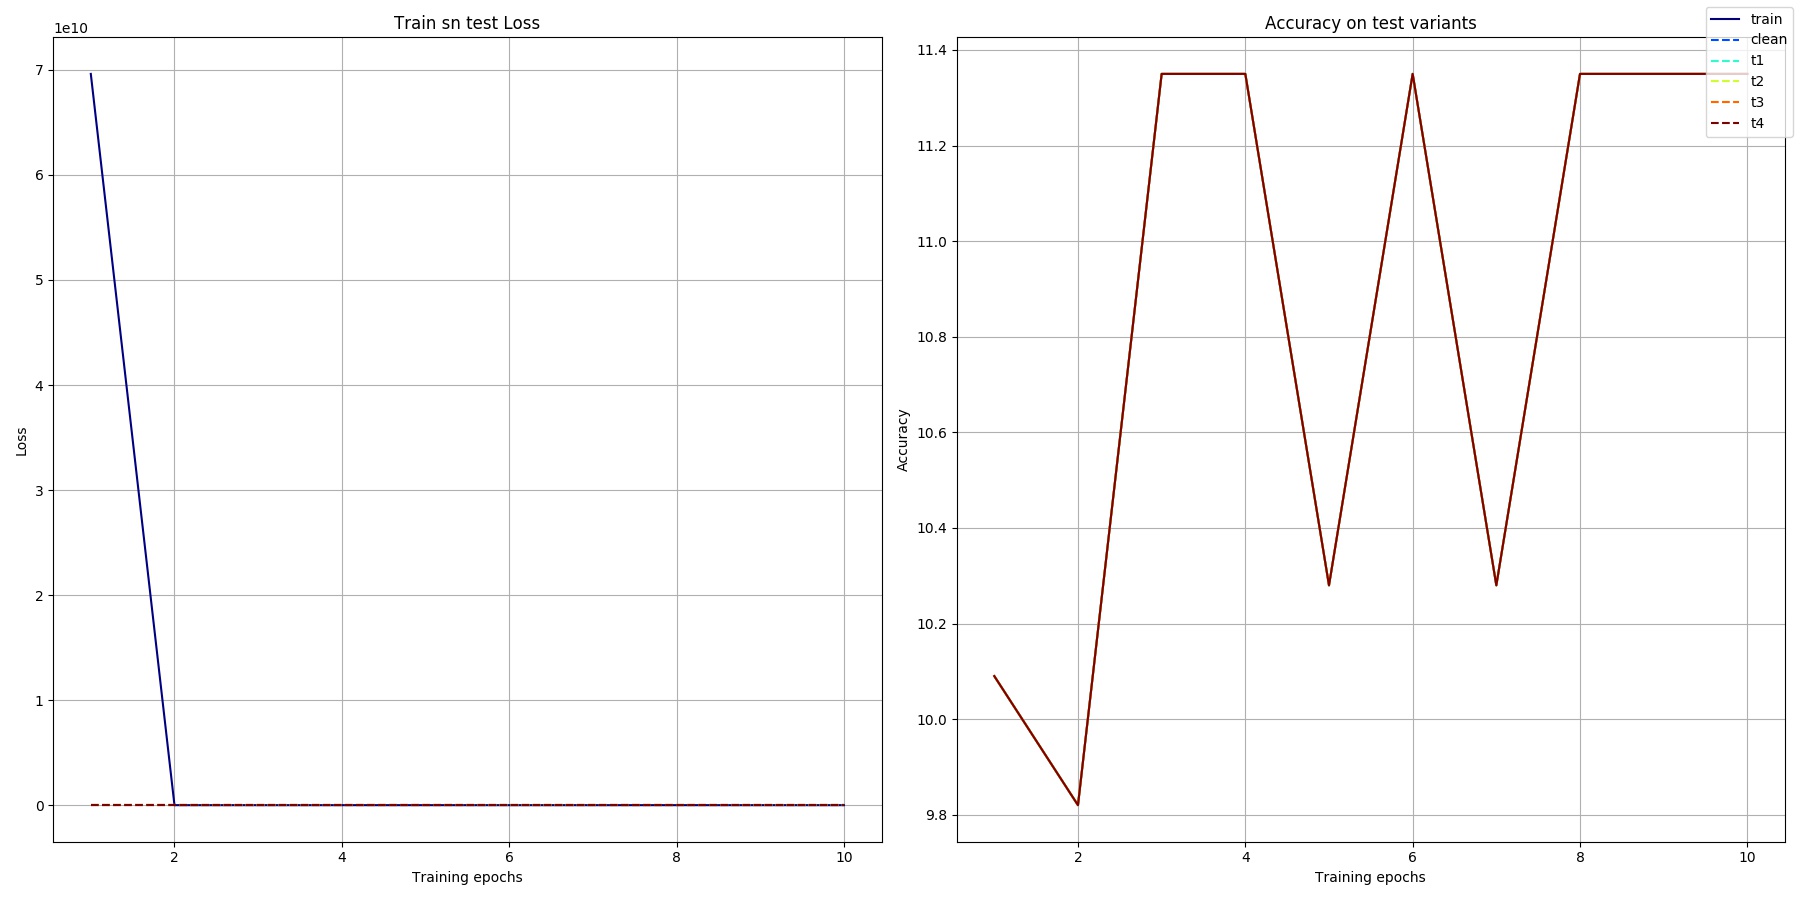 Train sn test Loss
1e10
7
6
5
4
3
2
1
0
Loss
2
4
6
8
10
Training epochs
Accuracy on test variants
11.4
11.2
11.0
10.8
10.6
10.4
10.2
10.0
9.8
Accuracy
2
4
6
8
10
Training epochs
train
clean
t1
t2
t3
t4